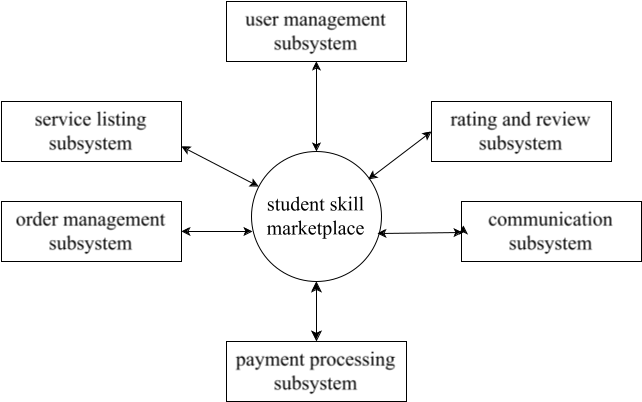 user management
subsystem
service listing
subsystem
rating and review
subsystem
student skill
marketplace
order management
subsystem
communication
subsystem
payment processing
subsystem